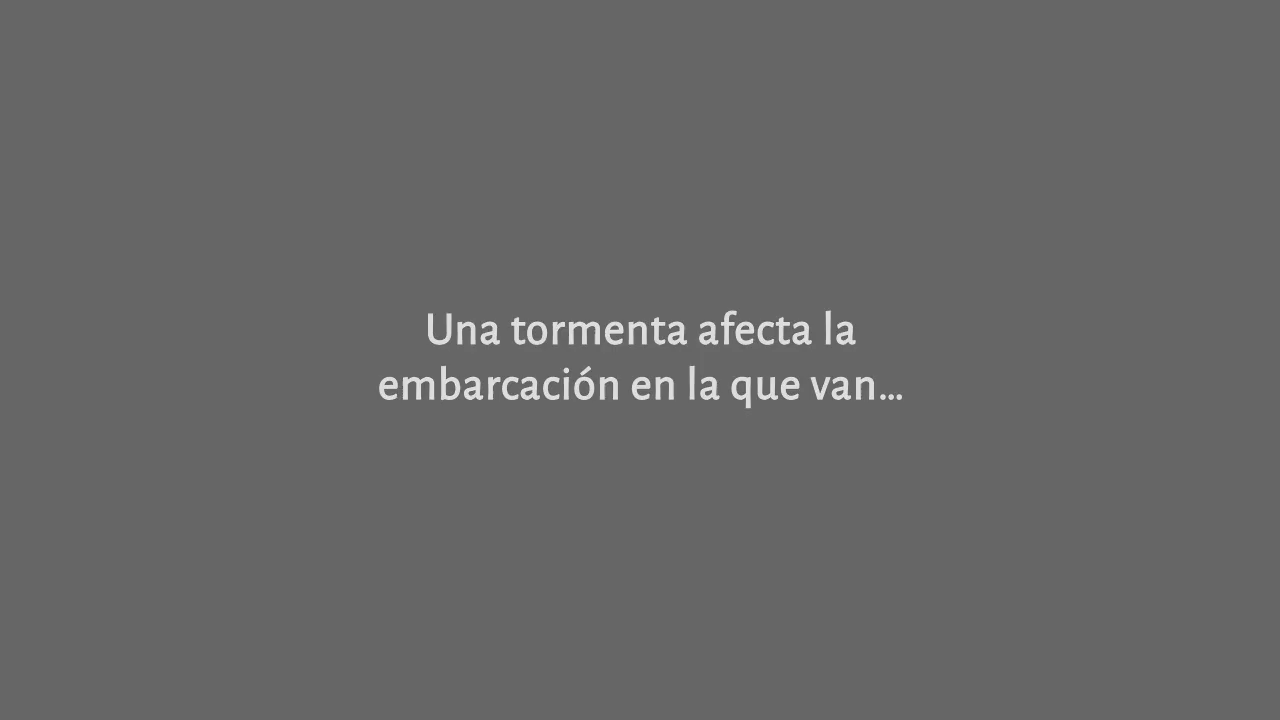 Una tormenta afecta la
embarcación en la que van...